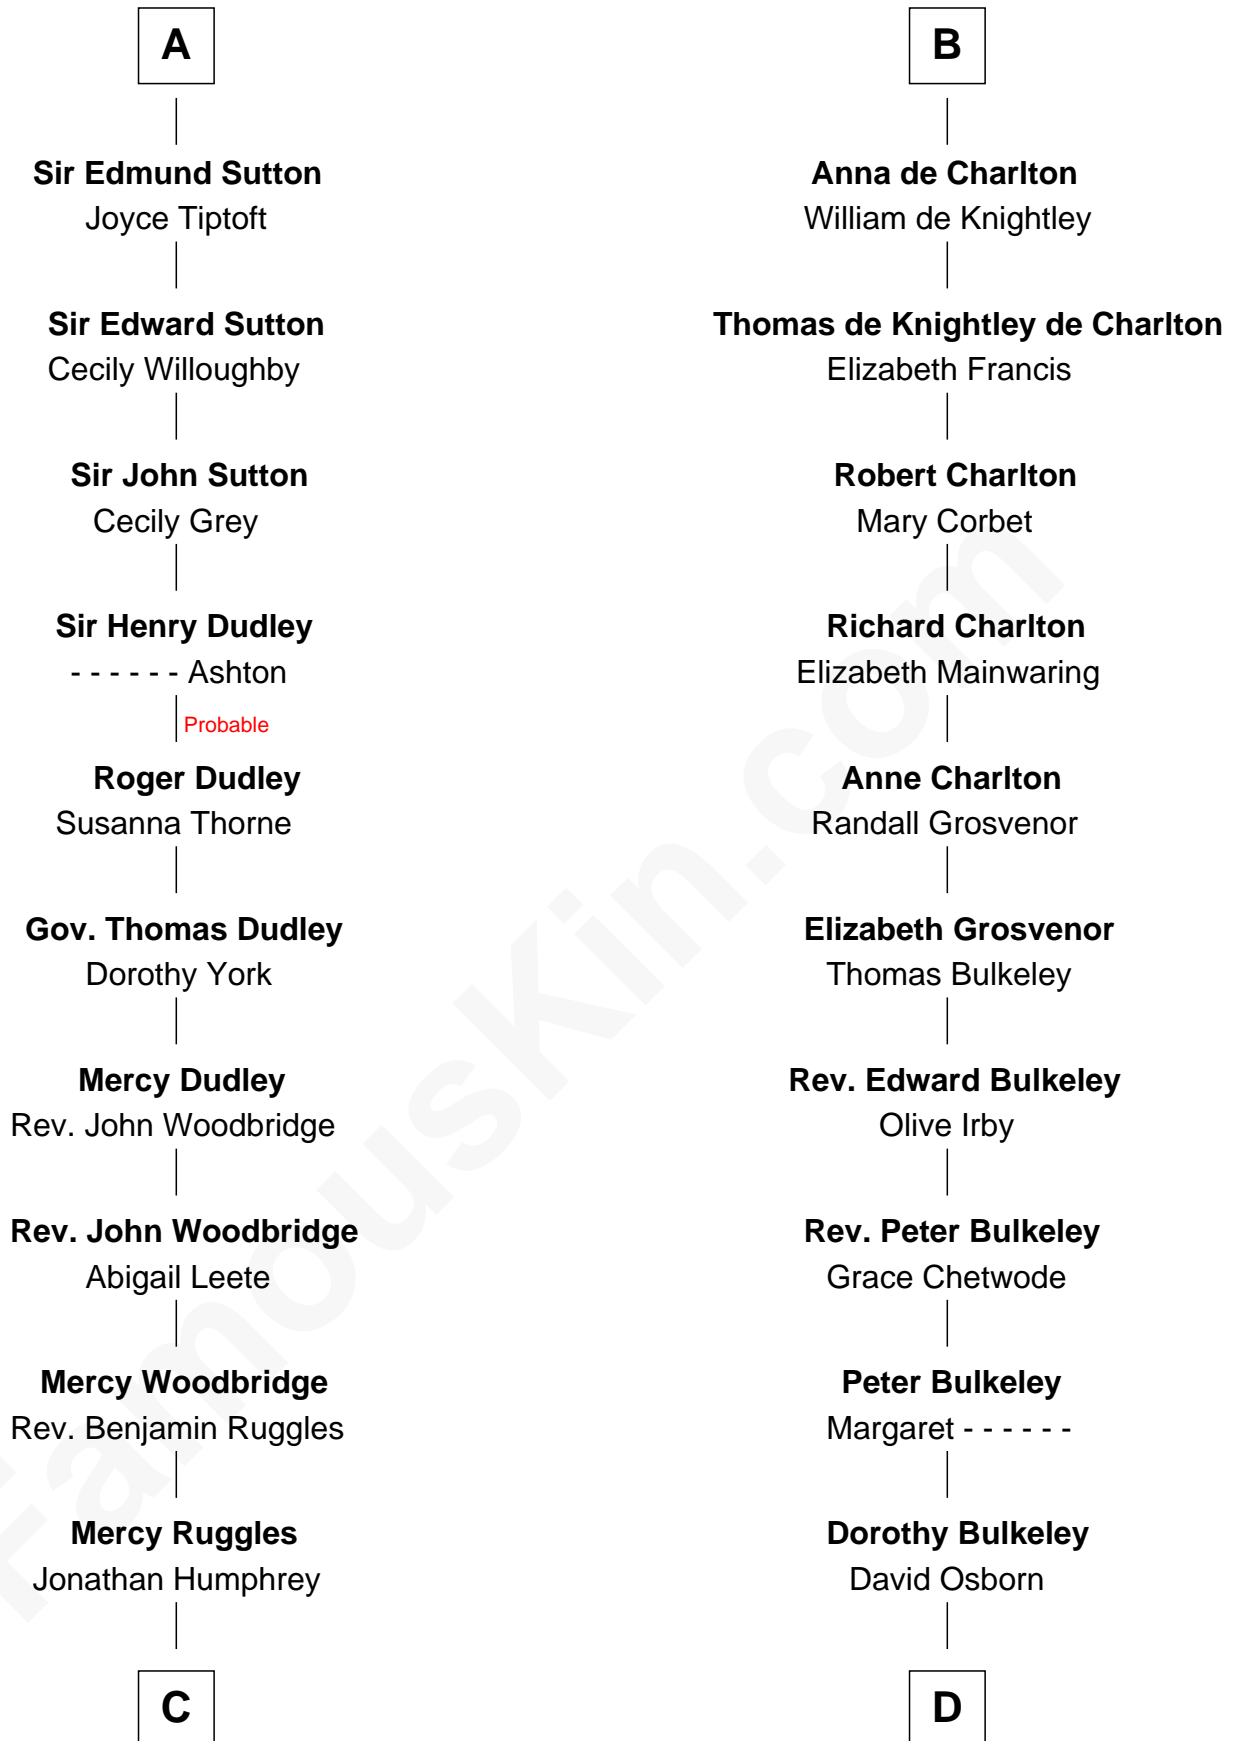 A
Sir Edmund Sutton
Joyce Tiptoft
Sir Edward Sutton
Cecily Willoughby
Sir John Sutton
Cecily Grey
Sir Henry Dudley
- - - - - - Ashton
Probable
Roger Dudley
Susanna Thorne
Gov. Thomas Dudley
Dorothy York
Mercy Dudley
Rev. John Woodbridge
Rev. John Woodbridge
Abigail Leete
Mercy Woodbridge
Rev. Benjamin Ruggles
Mercy Ruggles
Jonathan Humphrey
C
B
Anna de Charlton
William de Knightley
Thomas de Knightley de Charlton
Elizabeth Francis
Robert Charlton
Mary Corbet
Richard Charlton
Elizabeth Mainwaring
Anne Charlton
Randall Grosvenor
Elizabeth Grosvenor
Thomas Bulkeley
Rev. Edward Bulkeley
Olive Irby
Rev. Peter Bulkeley
Grace Chetwode
Peter Bulkeley
Margaret - - - - - -
Dorothy Bulkeley
David Osborn
D
FamousKin.com